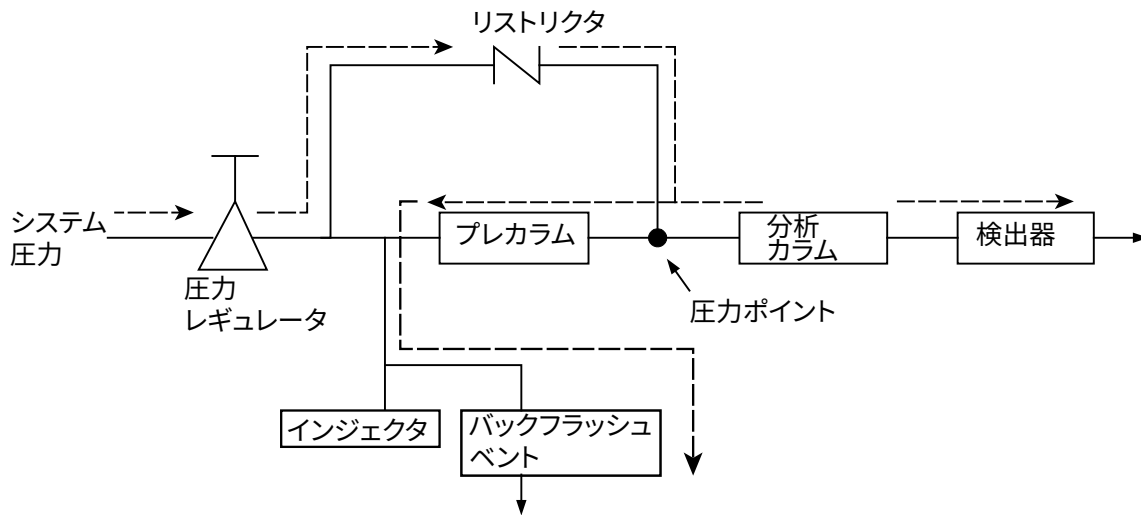 リストリクタ
システム
圧力
圧力
レギュレータ
プレカラム
分析
カラム
検出器
圧力ポイント
インジェクタ
バックフラッシュ
ベント